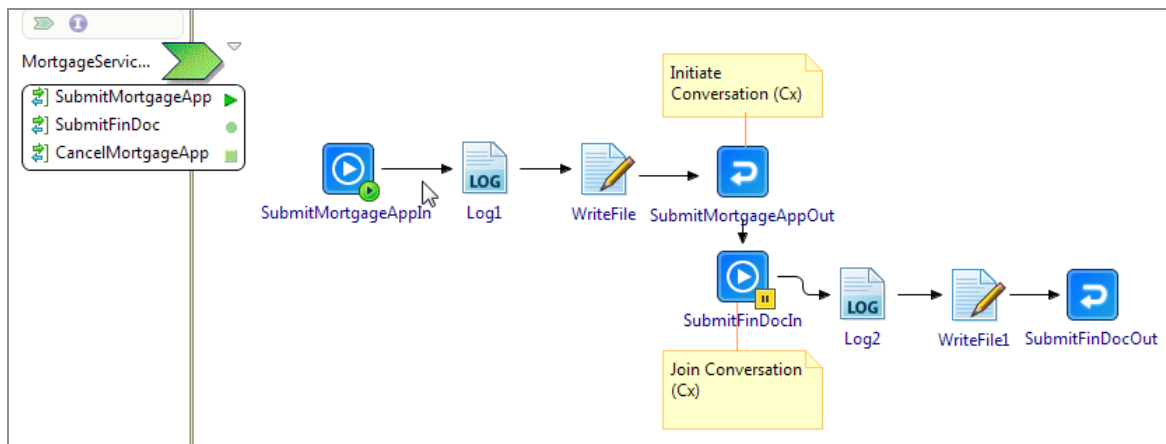 MortgageServic...
SubmitMortgageApp
SubmitFinDoc
CancelMortgageApp
Initiate
Conversation (Cx)
LOG
SubmitMortgageAppIn
Log1
WriteFile
SubmitMortgageAppOut
LOG
SubmitFinDocIn
Log2
WriteFile1
SubmitFinDocOut
Join Conversation
(Cx)